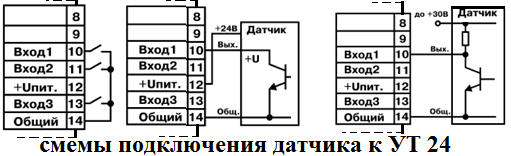 8
9
Вход1 10
Вход2 11
+Uпит. 12
Вход3 13
Общий 14
8
9
Вход1 10
Вход2 11
+Uпит. 12
Вход3 13
Общий 14
+24В
Вых.
Общ.
Датчик
+U
8
9
Вход1 10
Вход2 11
+Uпит. 12
Вход3 13
Общий 14
до +30В
Вых.
Общ.
Датчик
смемы подключения датчика к УТ 24